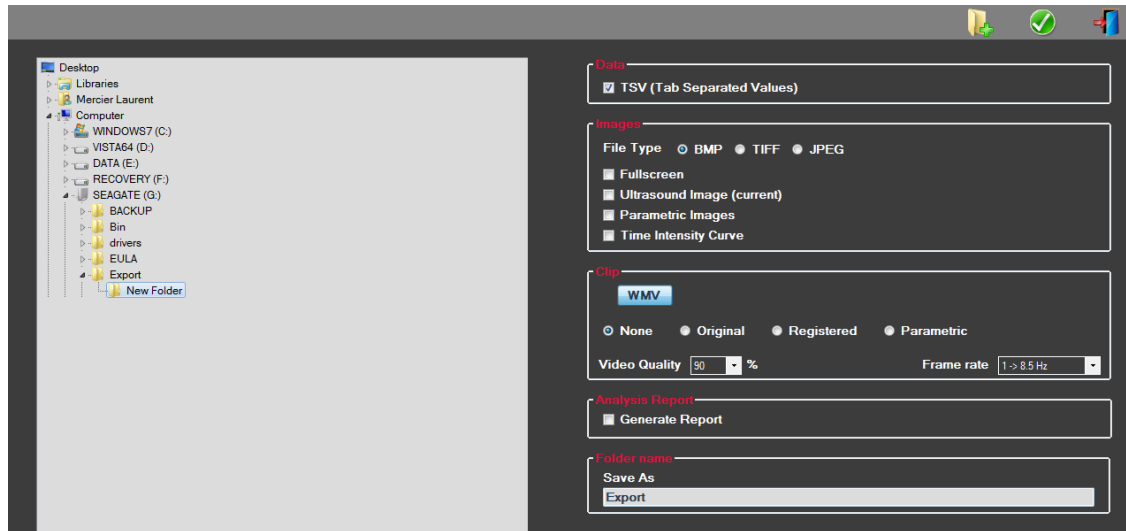 Desktop
Libraries
Mercier Laurent
Computer
WINDOWS7 (C:)
VISTA64 (D:)
DATA (E:)
RECOVERY (F:)
SEAGATE (G:)
BACKUP
Bin
drivers
EULA
Export
New Folder
Data
TSV (Tab Separated Values)
Images
File Type BMP TIFF JPEG
Fullscreen
Ultrasound Image (current)
Parametric Images
Time Intensity Curve
Clip
WMV
None Original Registered Parametric
Video Quality 90 % Frame rate 1 -> 8.5 Hz
Analysis Report
Generate Report
Folder name
Save As
Export